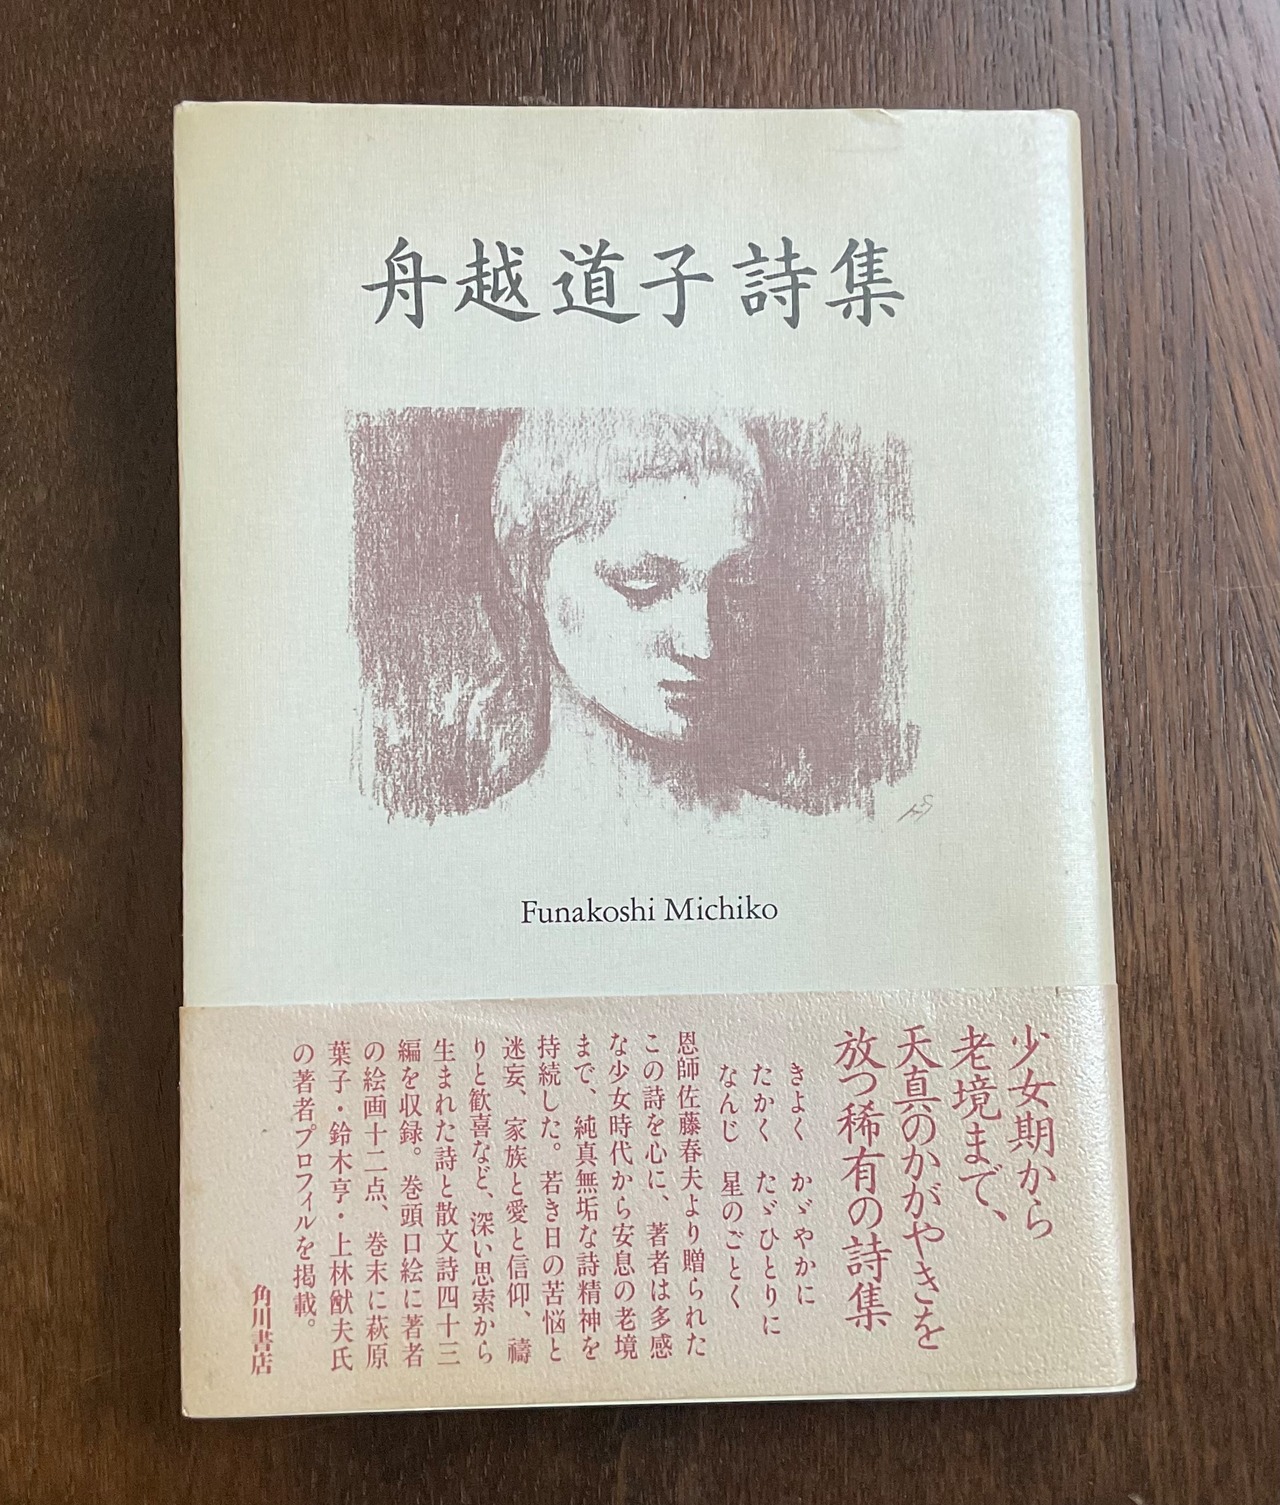 舟越道子詩集
Funakoshi Michiko
少女期から
老境まで、
天真のかがやきを
放つ稀有の詩集
きよく　かゞやかに
たかく　たゞひとりに
なんじ　星のごとく
恩師佐藤春夫より贈られた
この詩を心に、著者は多感
な少女時代から安息の老境
まで、純真無垢な詩精神を
持続した。若き日の苦悩と
迷妄、家族と愛と信仰、禱
りと歓喜など、深い思索から
生まれた詩と散文詩四十三
編を収録。巻頭口絵に著者
の絵画十二点、巻末に萩原
葉子・鈴木亨・上林猷夫氏
の著者プロフィルを掲載。
角川書店